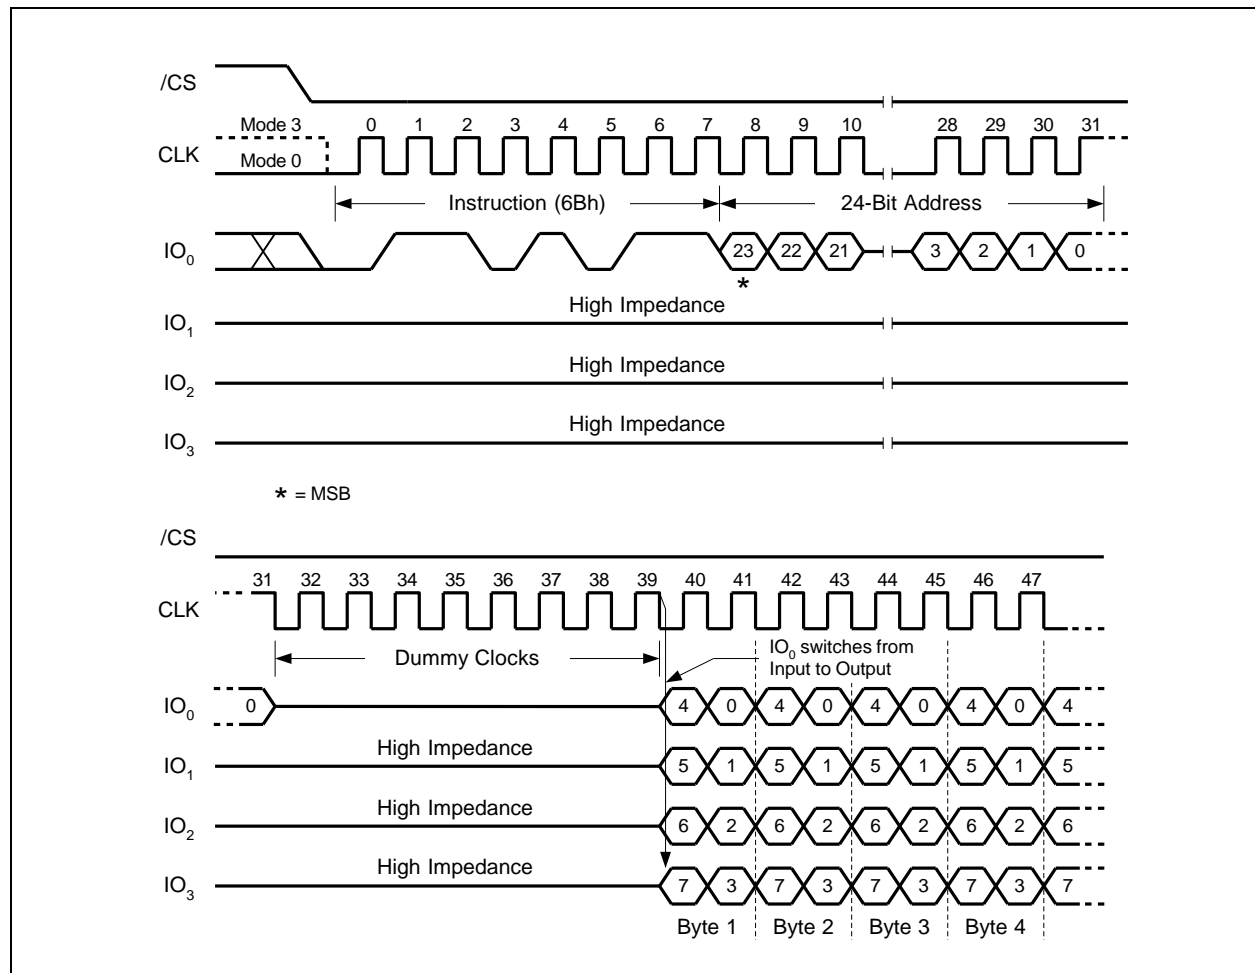 /CS
Mode 3 0 1 2 3 4 5 6 7 8 9 10 28 29 30 31
CLK
Mode 0
Instruction (6Bh) 24-Bit Address
IO0 23 22 21 3 2 1 0
*
High Impedance
IO1
High Impedance
IO2
High Impedance
IO3
* = MSB
/CS
31 32 33 34 35 36 37 38 39 40 41 42 43 44 45 46 47
CLK
IO0 switches from
Dummy Clocks Input to Output
IO0 0 4 0 4 0 4 0 4 0 4
High Impedance
IO1 5 1 5 1 5 1 5 1 5
High Impedance
IO2 6 2 6 2 6 2 6 2 6
High Impedance
IO3 7 3 7 3 7 3 7 3 7
Byte 1 Byte 2 Byte 3 Byte 4